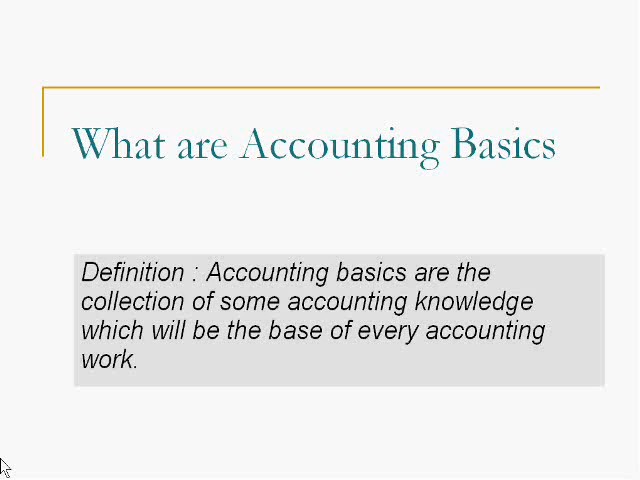 What are Accounting Basics
Definition : Accounting basics are the
collection of some accounting knowledge
which will be the base of every accounting
work.